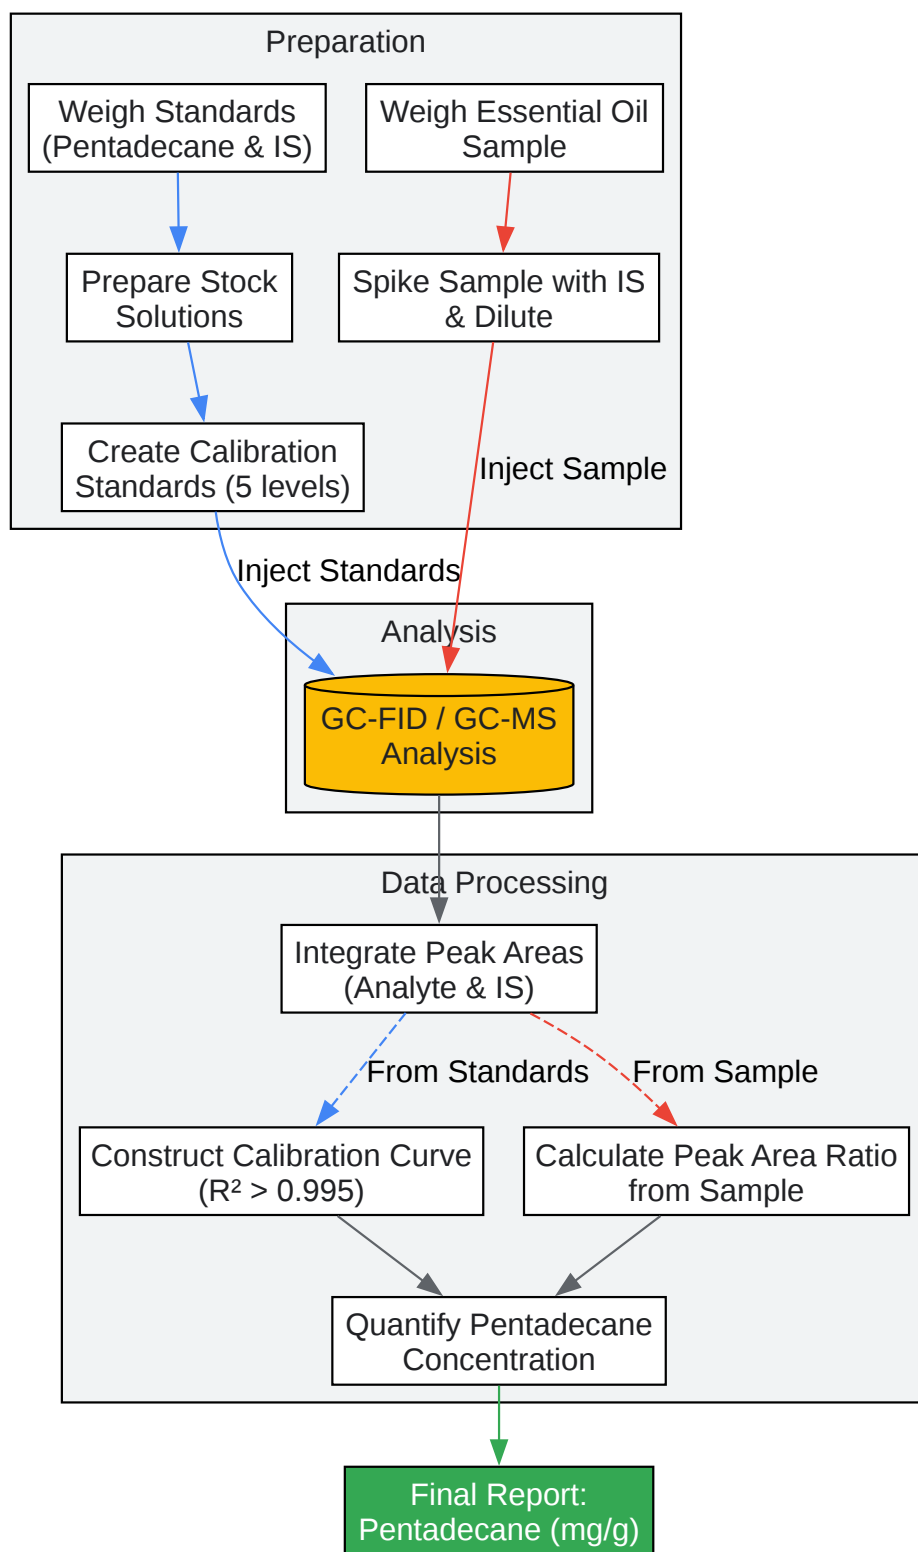 Preparation
Weigh Standards
(Pentadecane & IS)
Weigh Essential Oil
Sample
Prepare Stock
Solutions
Spike Sample with IS
& Dilute
Create Calibration
Standards (5 levels)
Inject Sample
Inject Standards
Analysis
GC-FID / GC-MS
Analysis
Data Processing
Integrate Peak Areas
(Analyte & IS)
From Standards
From Sample
Construct Calibration Curve
(R² > 0.995)
Calculate Peak Area Ratio
from Sample
Quantify Pentadecane
Concentration
Final Report:
Pentadecane (mg/g)